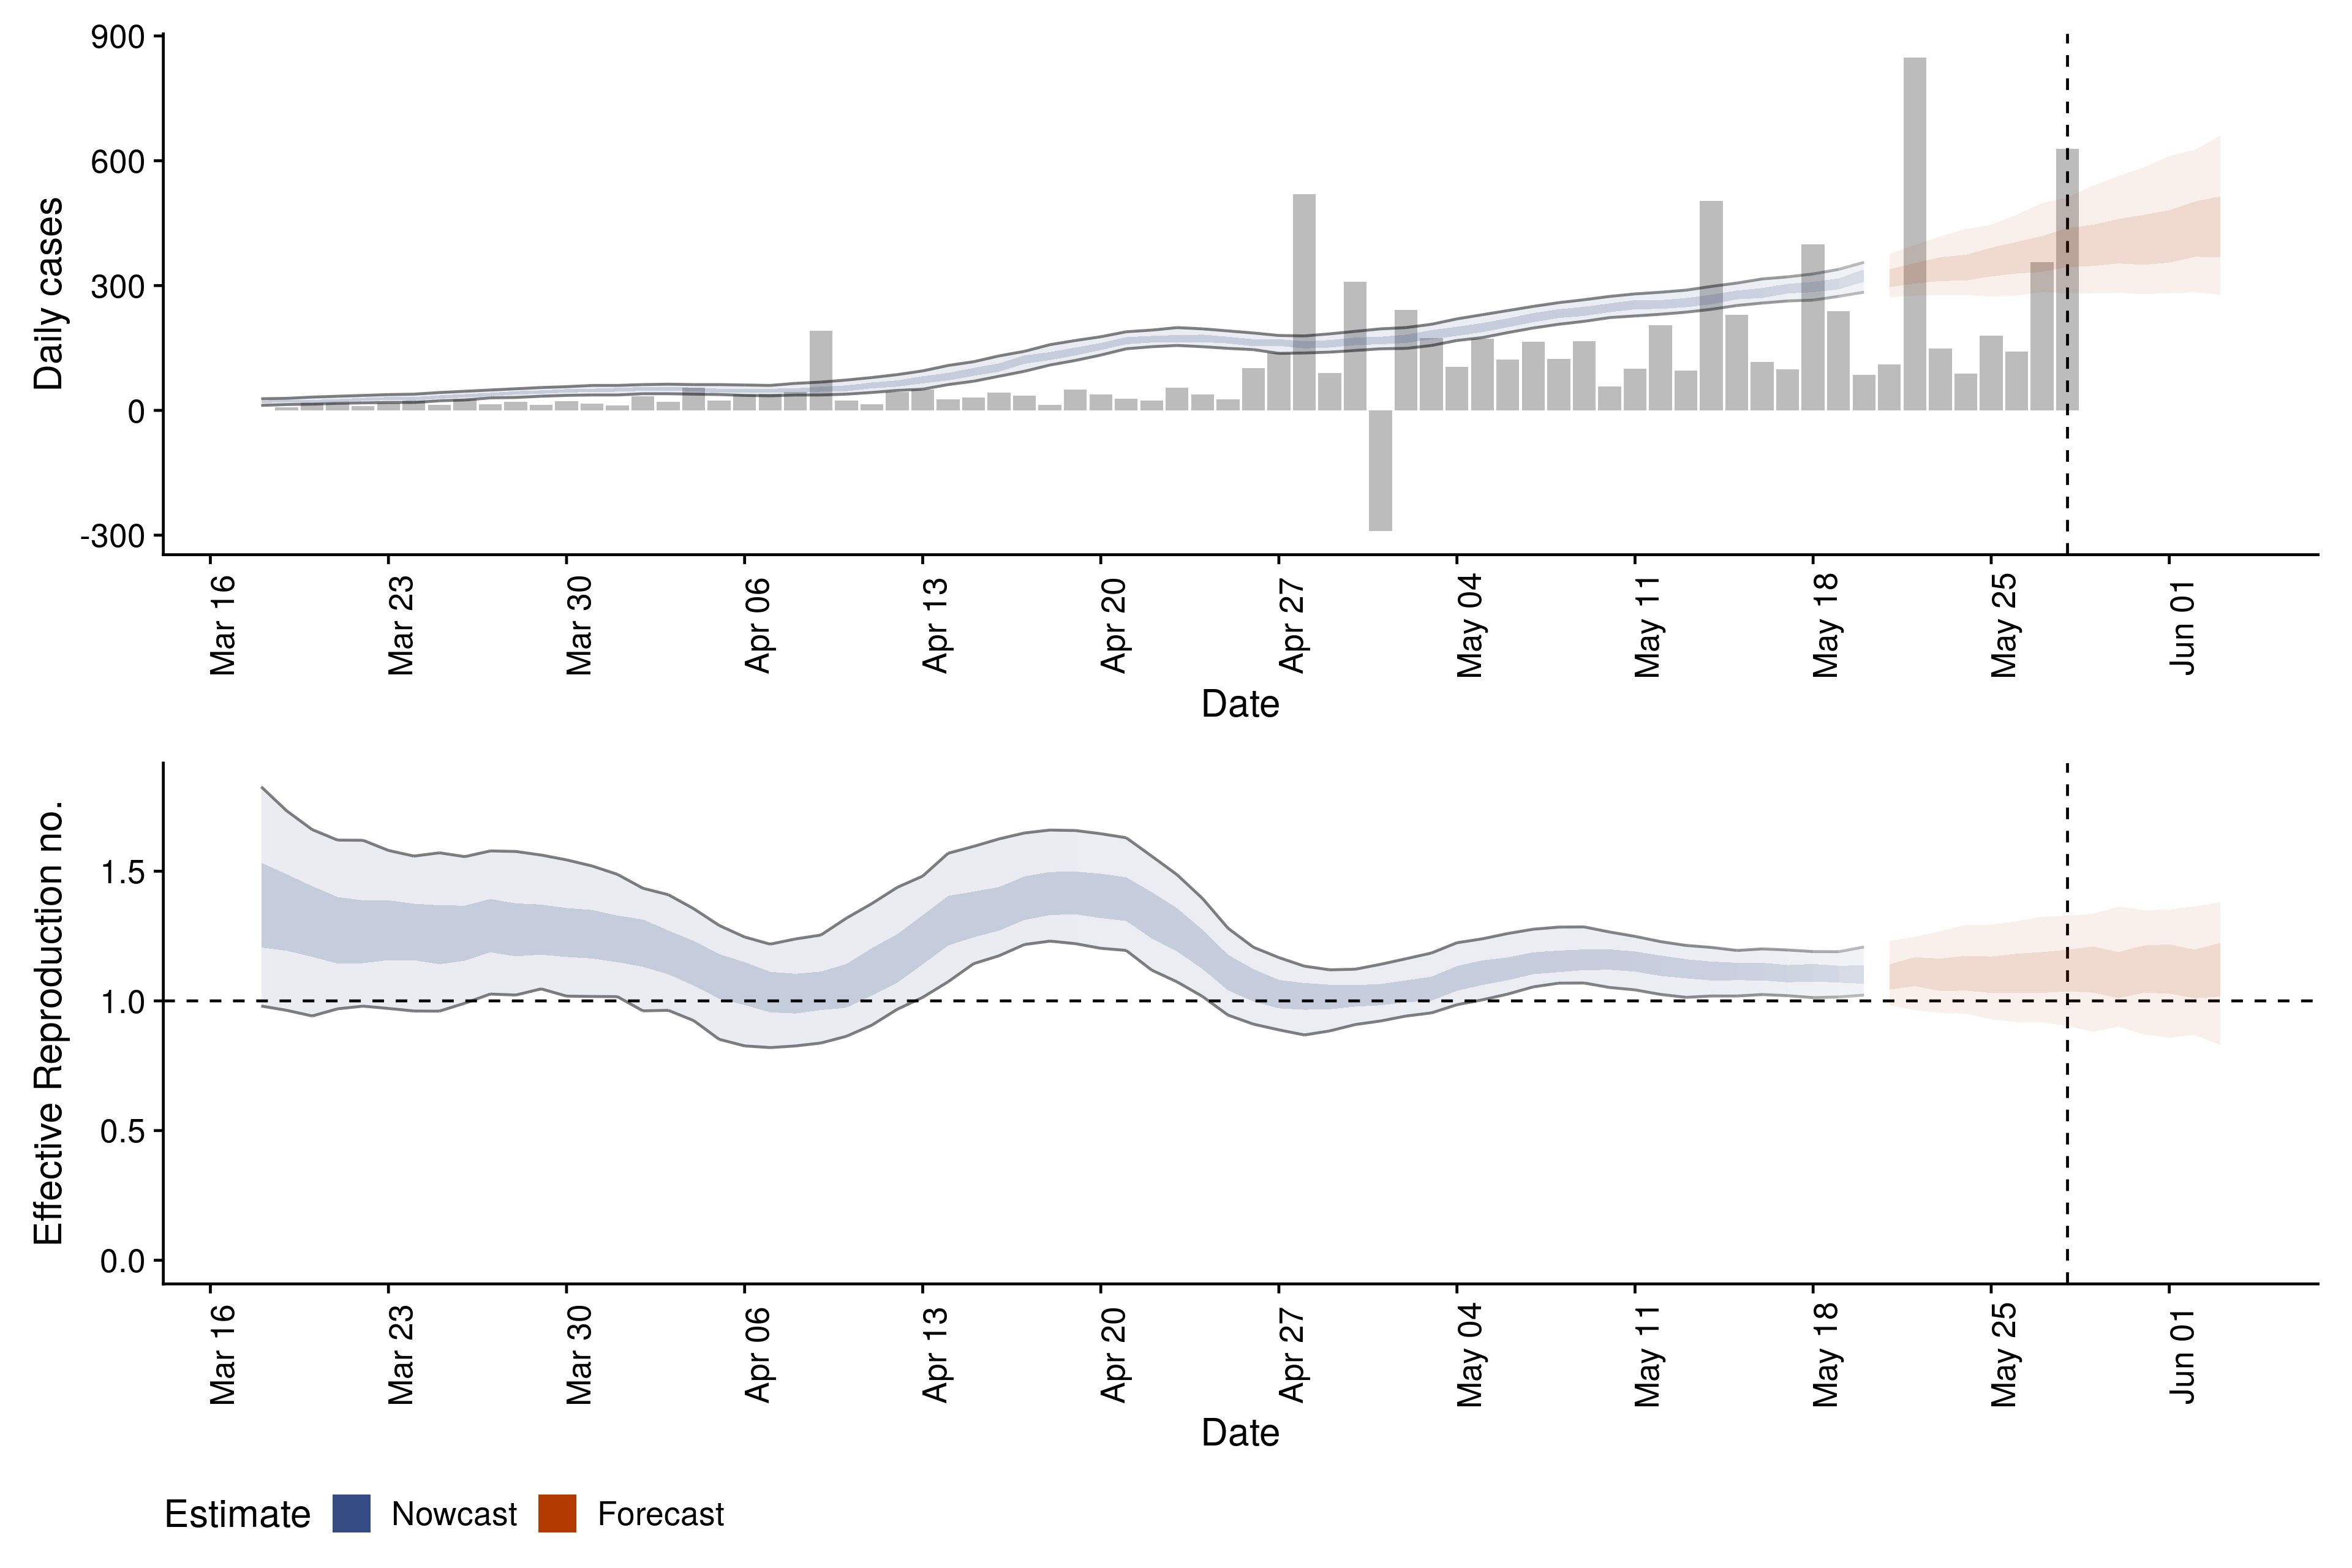 Daily cases
900
600
300
0
-300
Mar 16
Mar 23
Mar 30
Apr 06
Apr 13
Apr 20
Apr 27
May 04
May 11
May 18
May 25
Jun 01
Date
Effective Reproduction no.
1.5
1.0
0.5
0.0
Mar 16
Mar 23
Mar 30
Apr 06
Apr 13
Apr 20
Apr 27
May 04
May 11
May 18
May 25
Jun 01
Date
Estimate Nowcast Forecast